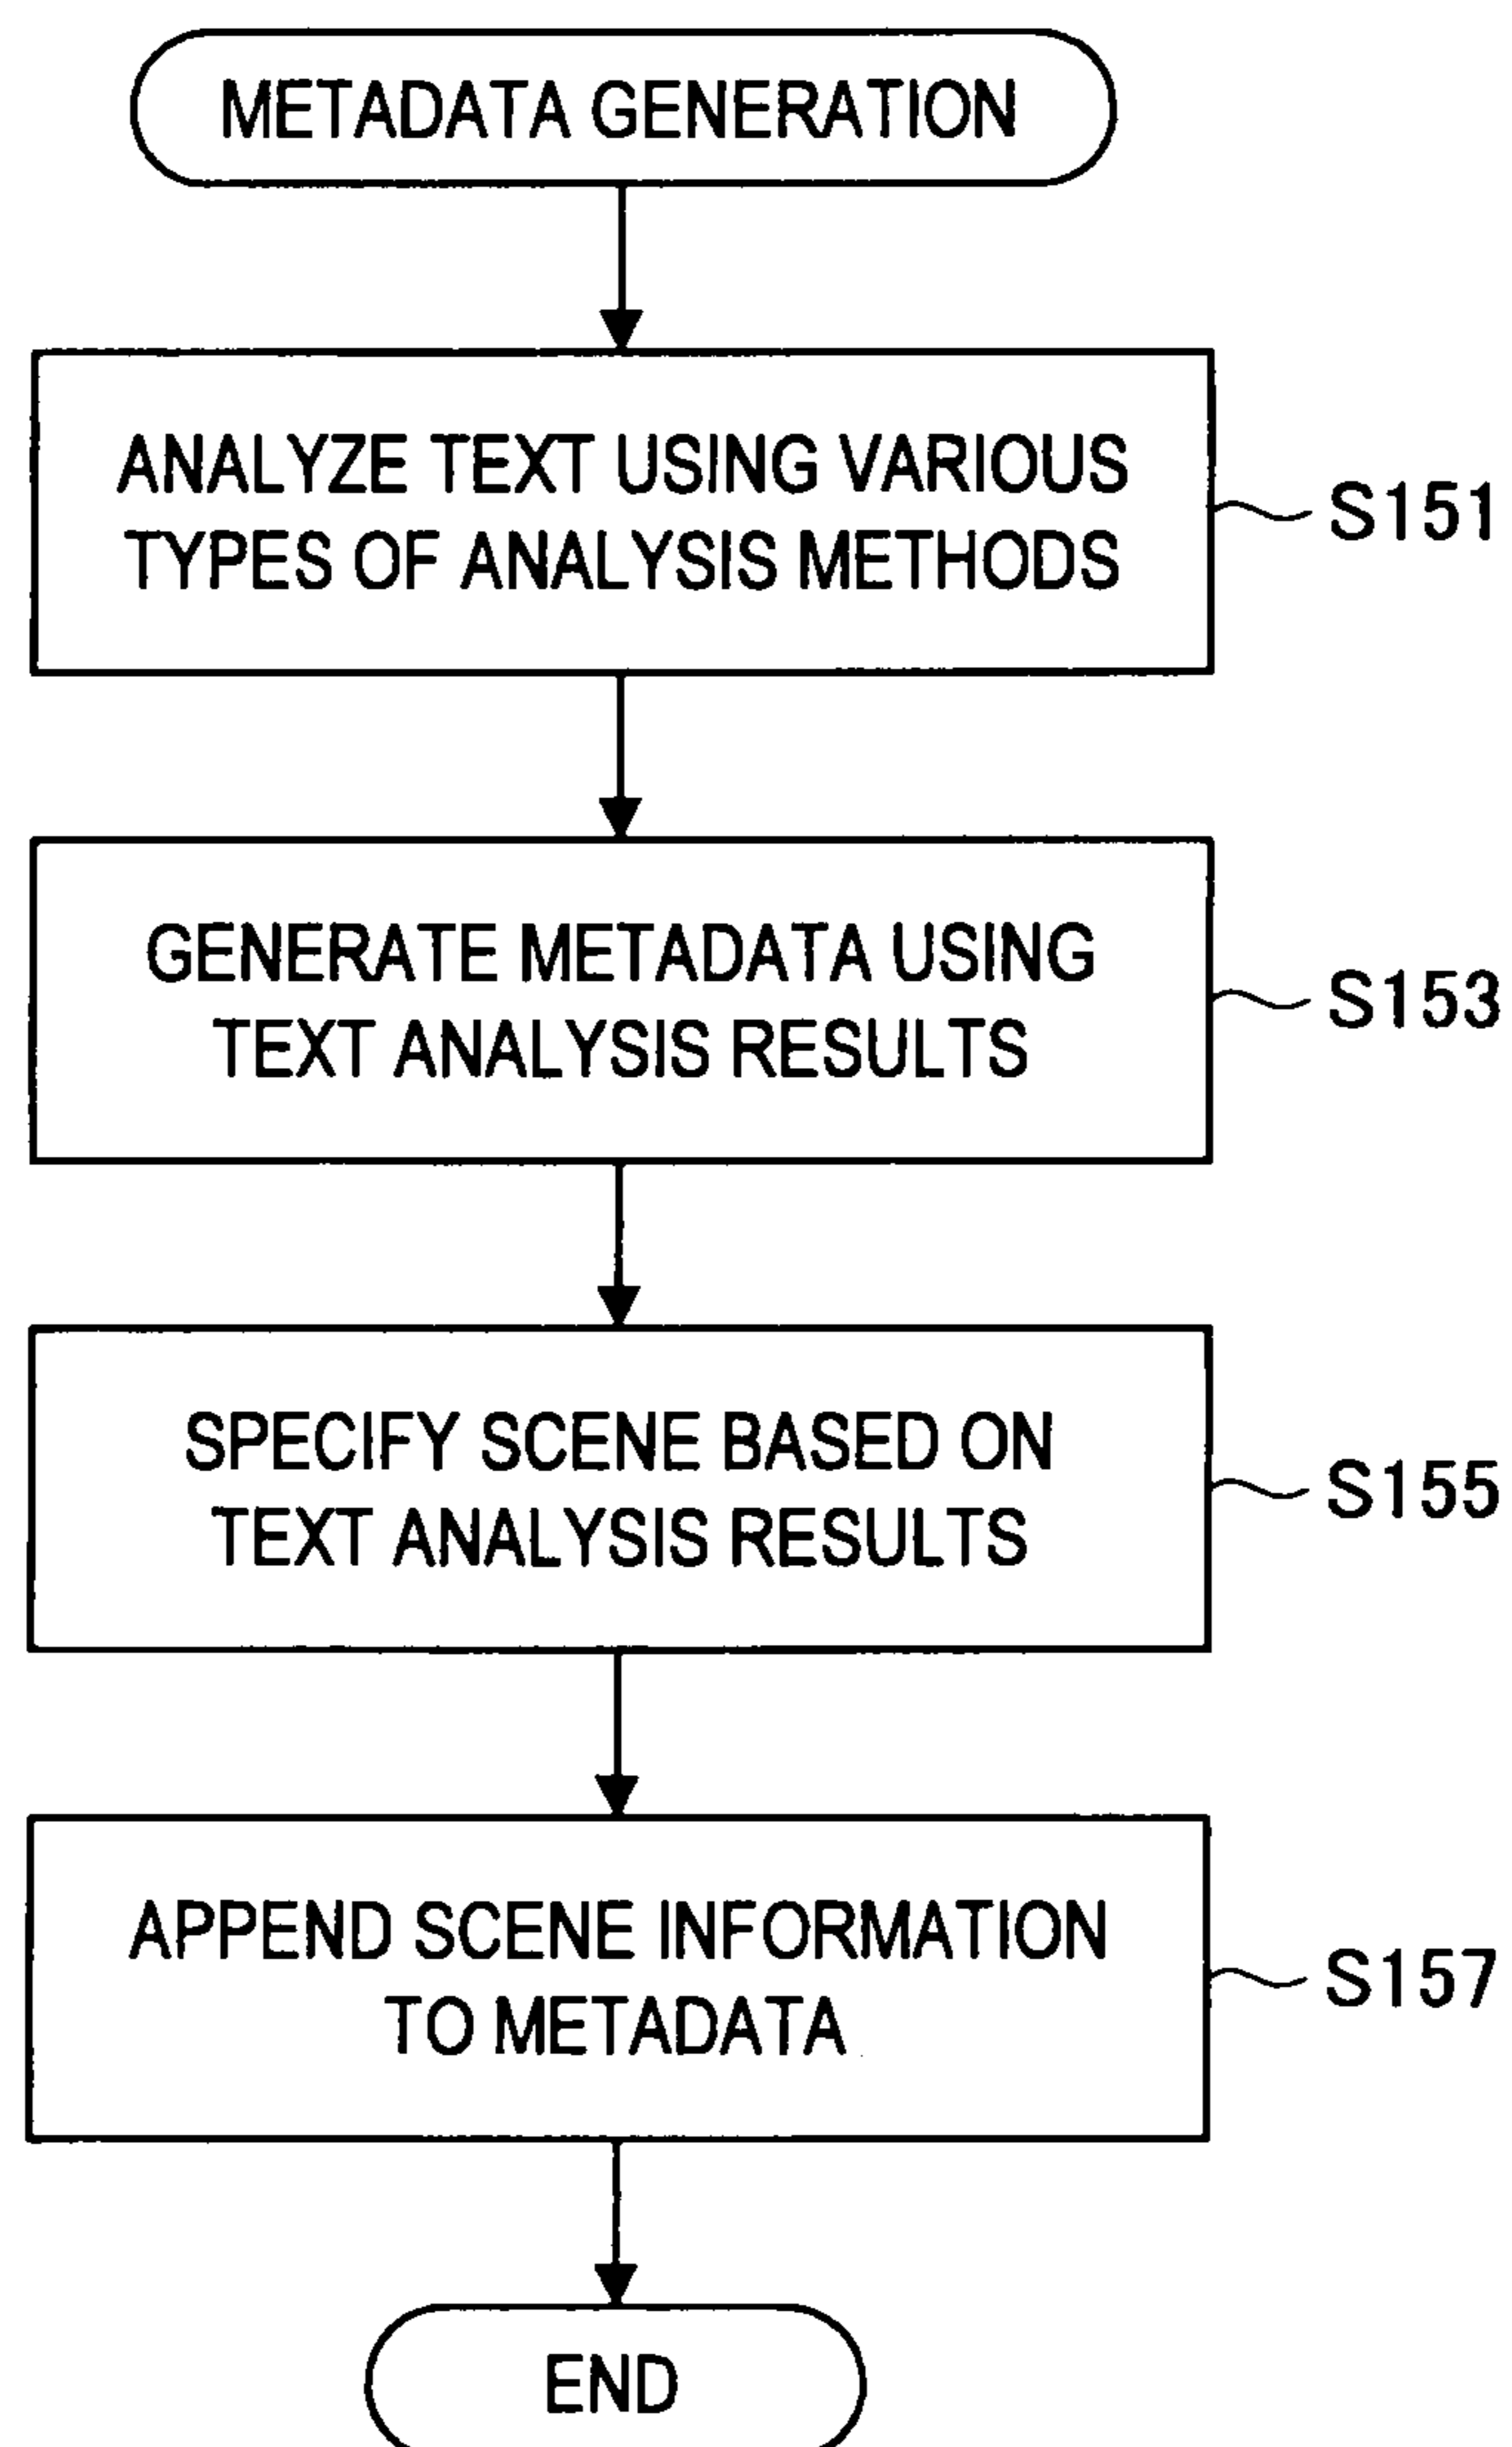 METADATA GENERATION
ANALYZE TEXT USING VARIOUS
TYPES OF ANALYSIS METHODS
S151
GENERATE METADATA USING
TEXT ANALYSIS RESULTS
S153
SPECIFY SCENE BASED ON
TEXT ANALYSIS RESULTS
S155
APPEND SCENE INFORMATION
TO METADATA
S157
END